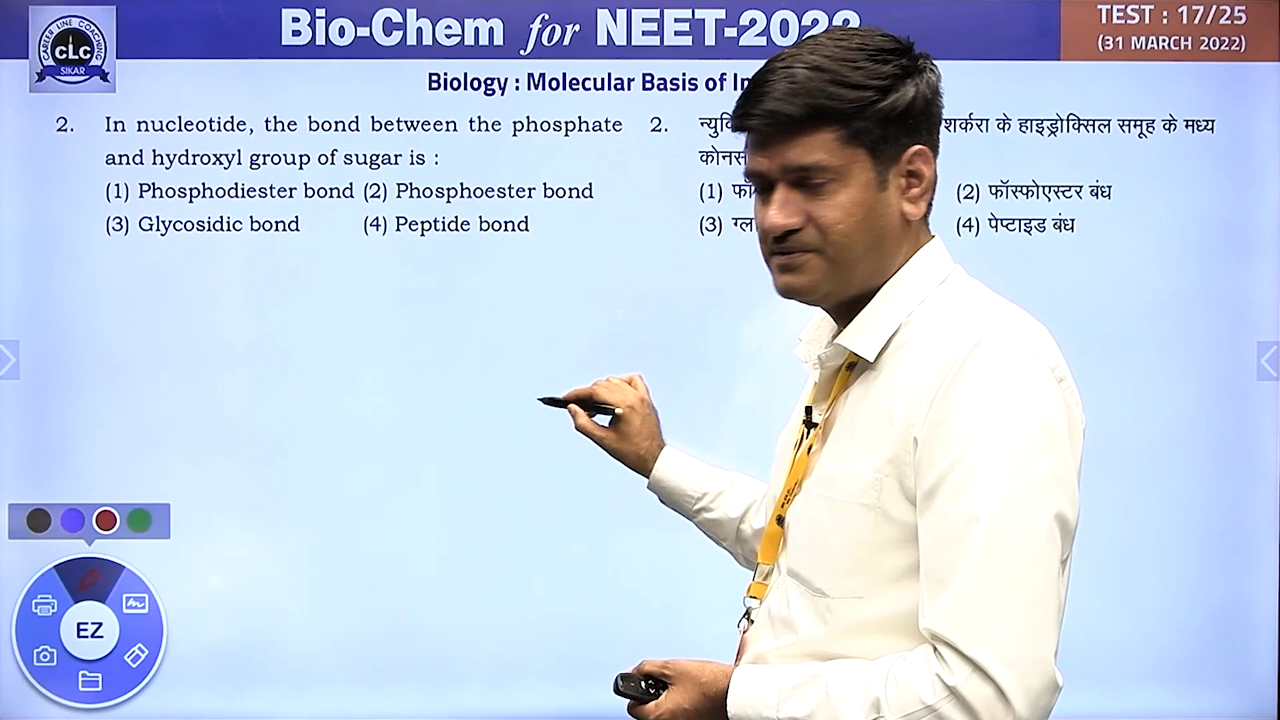 CAREER LINE COACHING
CLC
SIKAR
Bio-Chem for NEET-2022
TEST : 17/25
(31 MARCH 2022)
Biology : Molecular Basis of
2. In nucleotide, the bond between the phosphate
and hydroxyl group of sugar is :
(1) Phosphodiester bond (2) Phosphoester bond
(3) Glycosidic bond (4) Peptide bond
2. शर्करा के हाइड्रोक्सिल समूह के मध्य
(1) (2) फॉस्फोएस्टर बंध
(3) (4) पेप्टाइड बंध
EZ